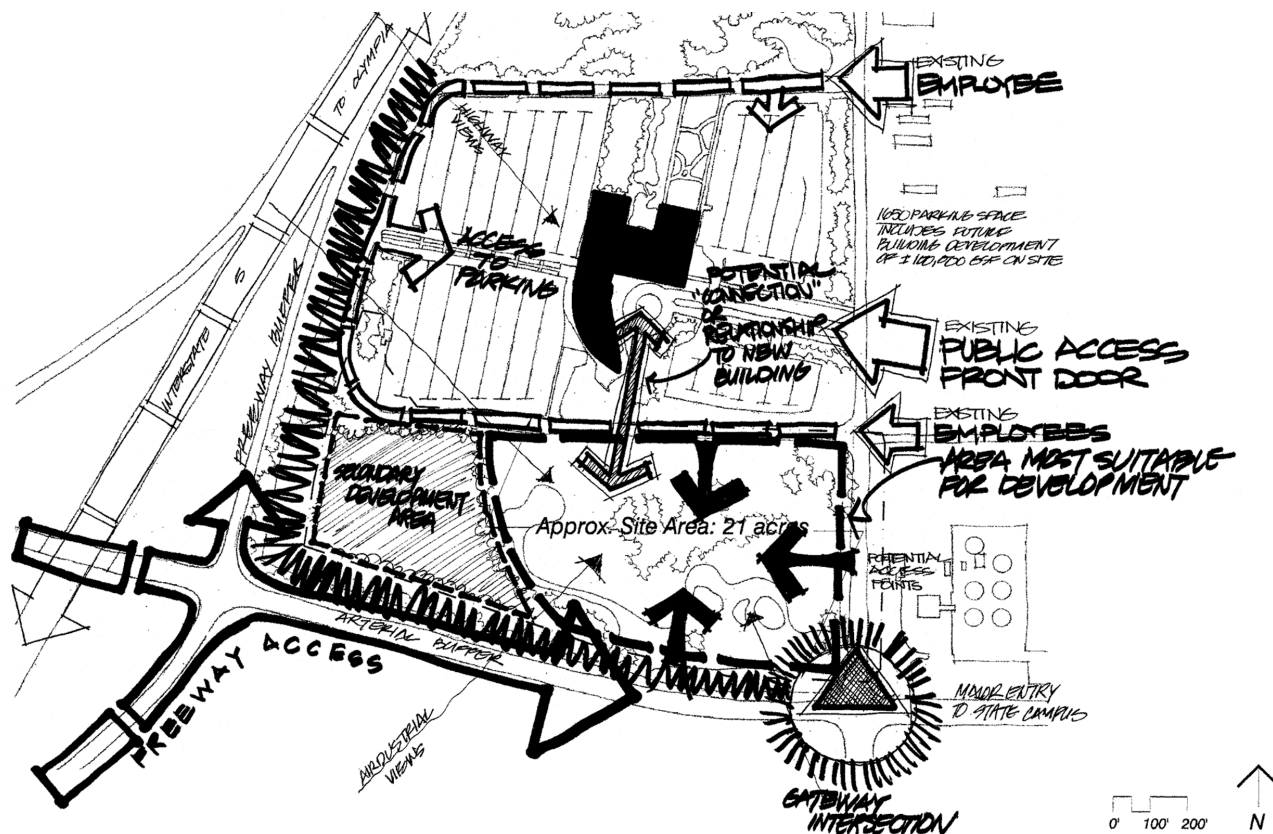 TO OLYMPIA
EXISTING
EMPLOYEE
HIGHWAY
VIEWS
1650 PARKING SPACE
INCLUDES FUTURE
BUILDING DEVELOPMENT
OF ±100,000 GSF ON SITE
ACCESS
TO
PARKING
POTENTIAL
"CONNECTION"
OR
RELATIONSHIP
TO NEW
BUILDING
EXISTING
PUBLIC ACCESS
FRONT DOOR
INTERSTATE 5
FREEWAY BUFFER
EXISTING
EMPLOYEES
AREA MOST SUITABLE
FOR DEVELOPMENT
SECONDARY
DEVELOPMENT
AREA
Approx. Site Area: 21 acres
POTENTIAL
ACCESS
POINTS
ARTERIAL BUFFER
FREEWAY ACCESS
VIEWS
MAJOR ENTRY
TO STATE CAMPUS
GATEWAY
INTERSECTION
0' 100' 200'
N